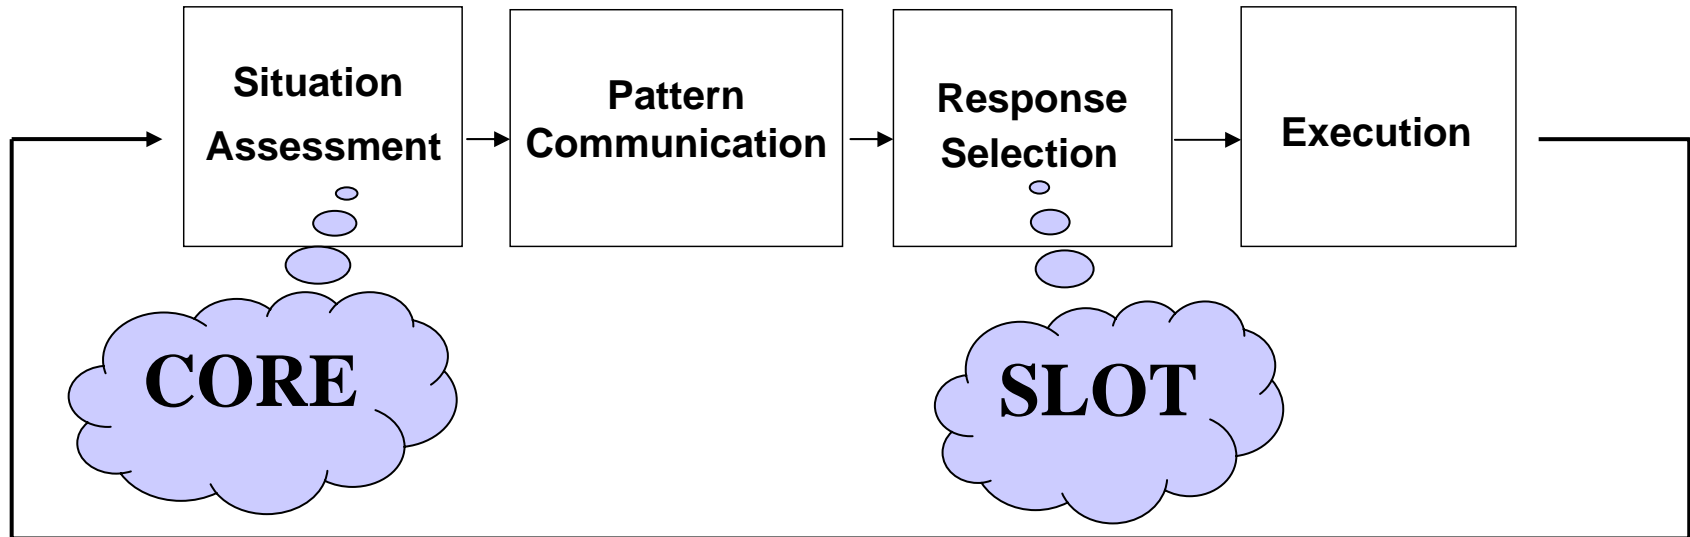 Situation
Assessment
Pattern
Communication
Response
Selection
Execution
CORE
SLOT